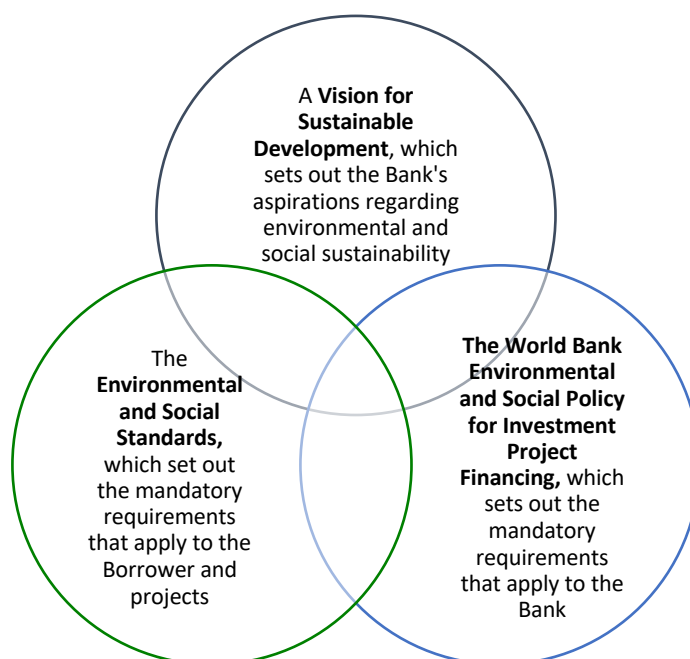 A Vision for
Sustainable
Development, which
sets out the Bank's
aspirations regarding
environmental and
social sustainability
The
Environmental
and Social
Standards,
which set out
the mandatory
requirements
that apply to the
Borrower and
projects
The World Bank
Environmental
and Social Policy
for Investment
Project
Financing, which
sets out the
mandatory
requirements
that apply to the
Bank